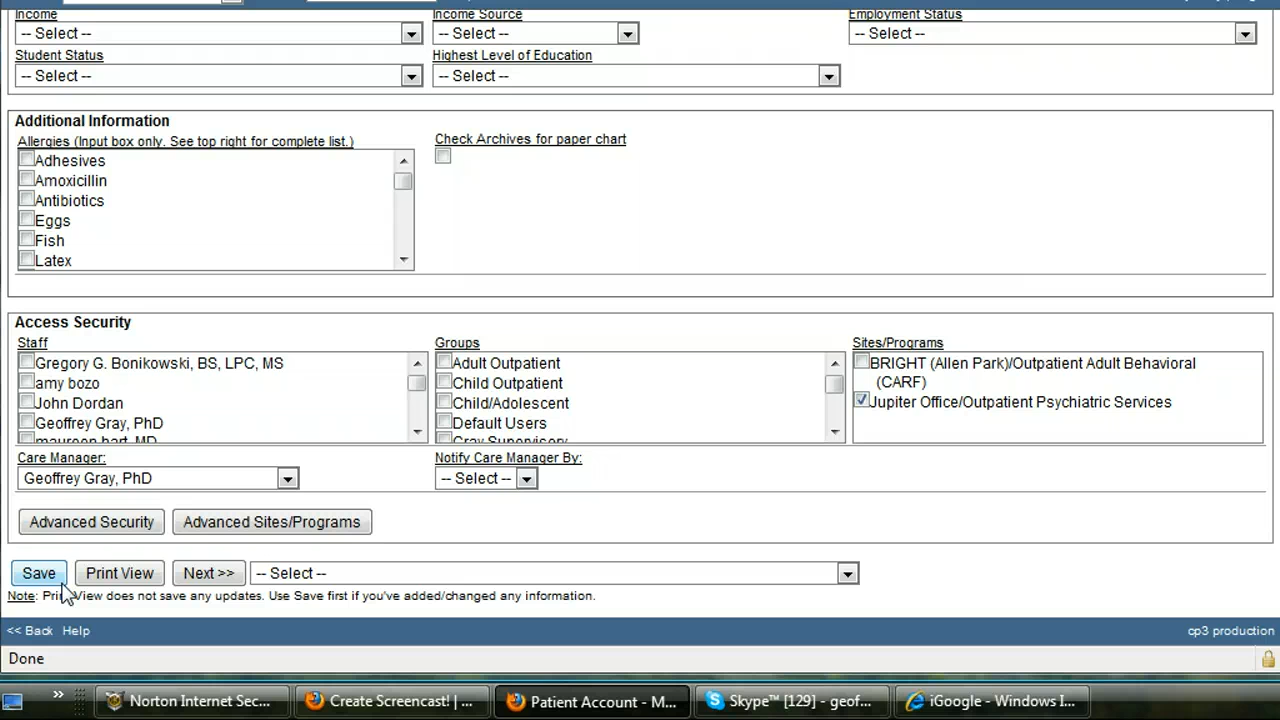 Income Income Source Employment Status
-- Select -- -- Select -- -- Select --
Student Status Highest Level of Education
-- Select -- -- Select --
Additional Information
Allergies (Input box only. See top right for complete list.) Check Archives for paper chart
Adhesives
Amoxicillin
Antibiotics
Eggs
Fish
Latex
Access Security
Staff Groups Sites/Programs
Gregory G. Bonikowski, BS, LPC, MS Adult Outpatient BRIGHT (Allen Park)/Outpatient Adult Behavioral
amy bozo Child Outpatient (CARF)
John Dordan Child/Adolescent Jupiter Office/Outpatient Psychiatric Services
Geoffrey Gray, PhD Default Users
maureen hart, MD Gray Supervisory
Care Manager: Notify Care Manager By:
Geoffrey Gray, PhD -- Select --
Advanced Security Advanced Sites/Programs
Save Print View Next >> -- Select --
Note: Print View does not save any updates. Use Save first if you've added/changed any information.
<< Back Help cp3 production
Done
» Norton Internet Sec... Create Screencast! | ... Patient Account - M... Skype™ [129] - geof... iGoogle - Windows I...